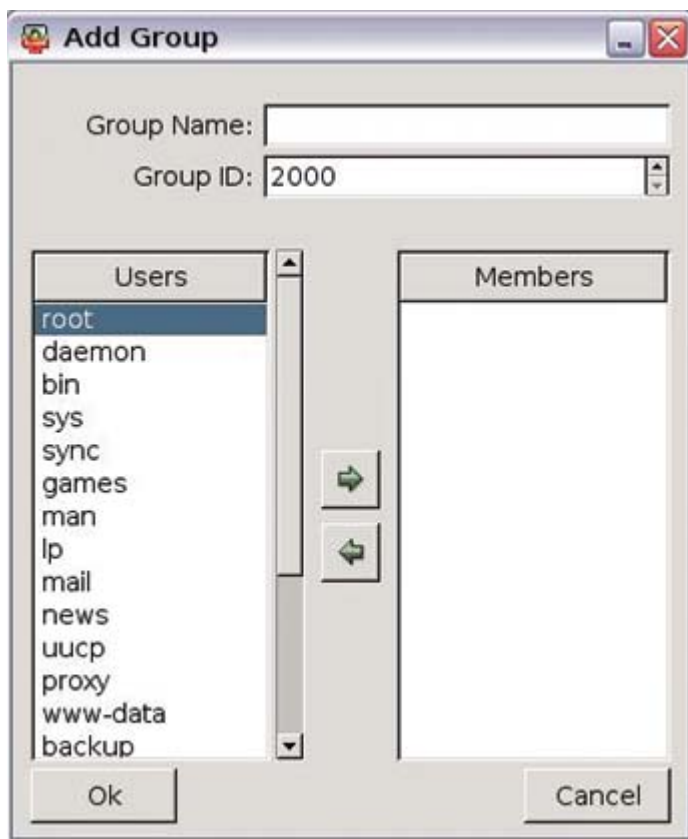 Add Group
Group Name:
Group ID: 2000
Users
Members
root
daemon
bin
sys
sync
games
man
lp
mail
news
uucp
proxy
www-data
backup
Ok
Cancel